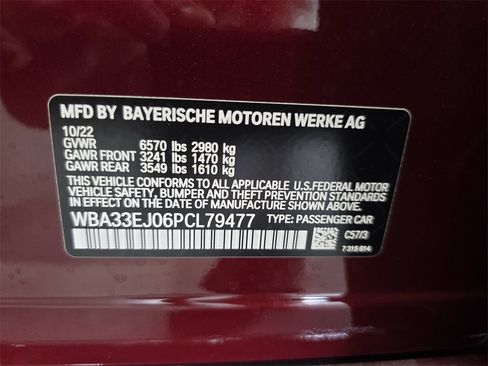 MFD BY BAYERISCHE MOTOREN WERKE AG
10/22
GVWR 6570 lbs 2980 kg
GAWR FRONT 3241 lbs 1470 kg
GAWR REAR 3549 lbs 1610 kg
THIS VEHICLE CONFORMS TO ALL APPLICABLE U.S.FEDERAL MOTOR
VEHICLE SAFETY, BUMPER AND THEFT PREVENTION STANDARDS
IN EFFECT ON THE DATE OF MANUFACTURE SHOWN ABOVE.
WBA33EJ06PCL79477 TYPE: PASSENGER CAR
C57/3
7315814